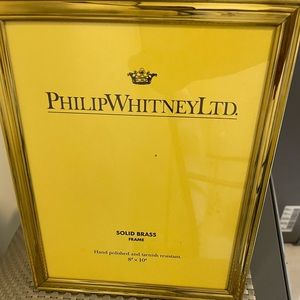 PHILIPWHITNEYLTD.
SOLID BRASS
FRAME
Hand polished and tarnish resistant
8" x 10"